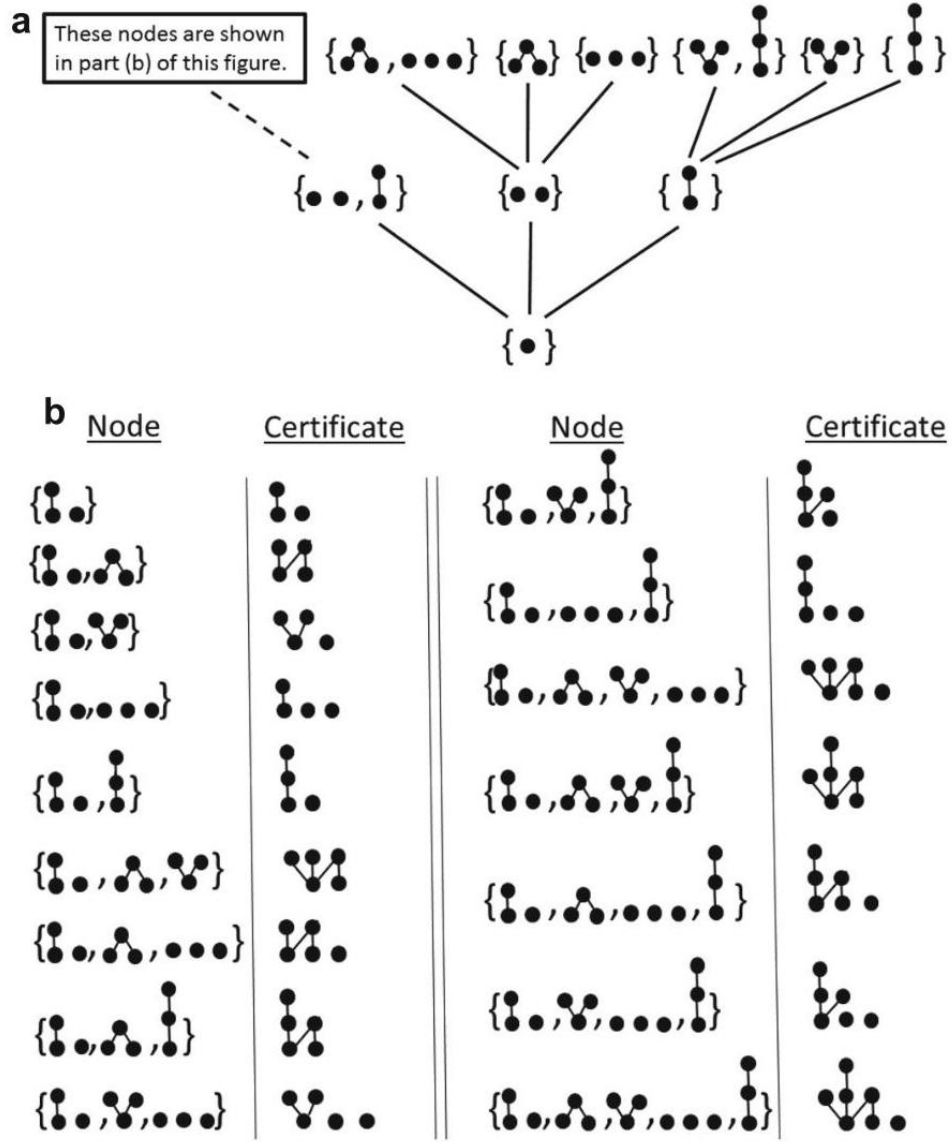 a
These nodes are shown
in part (b) of this figure.
b
Node Certificate Node Certificate